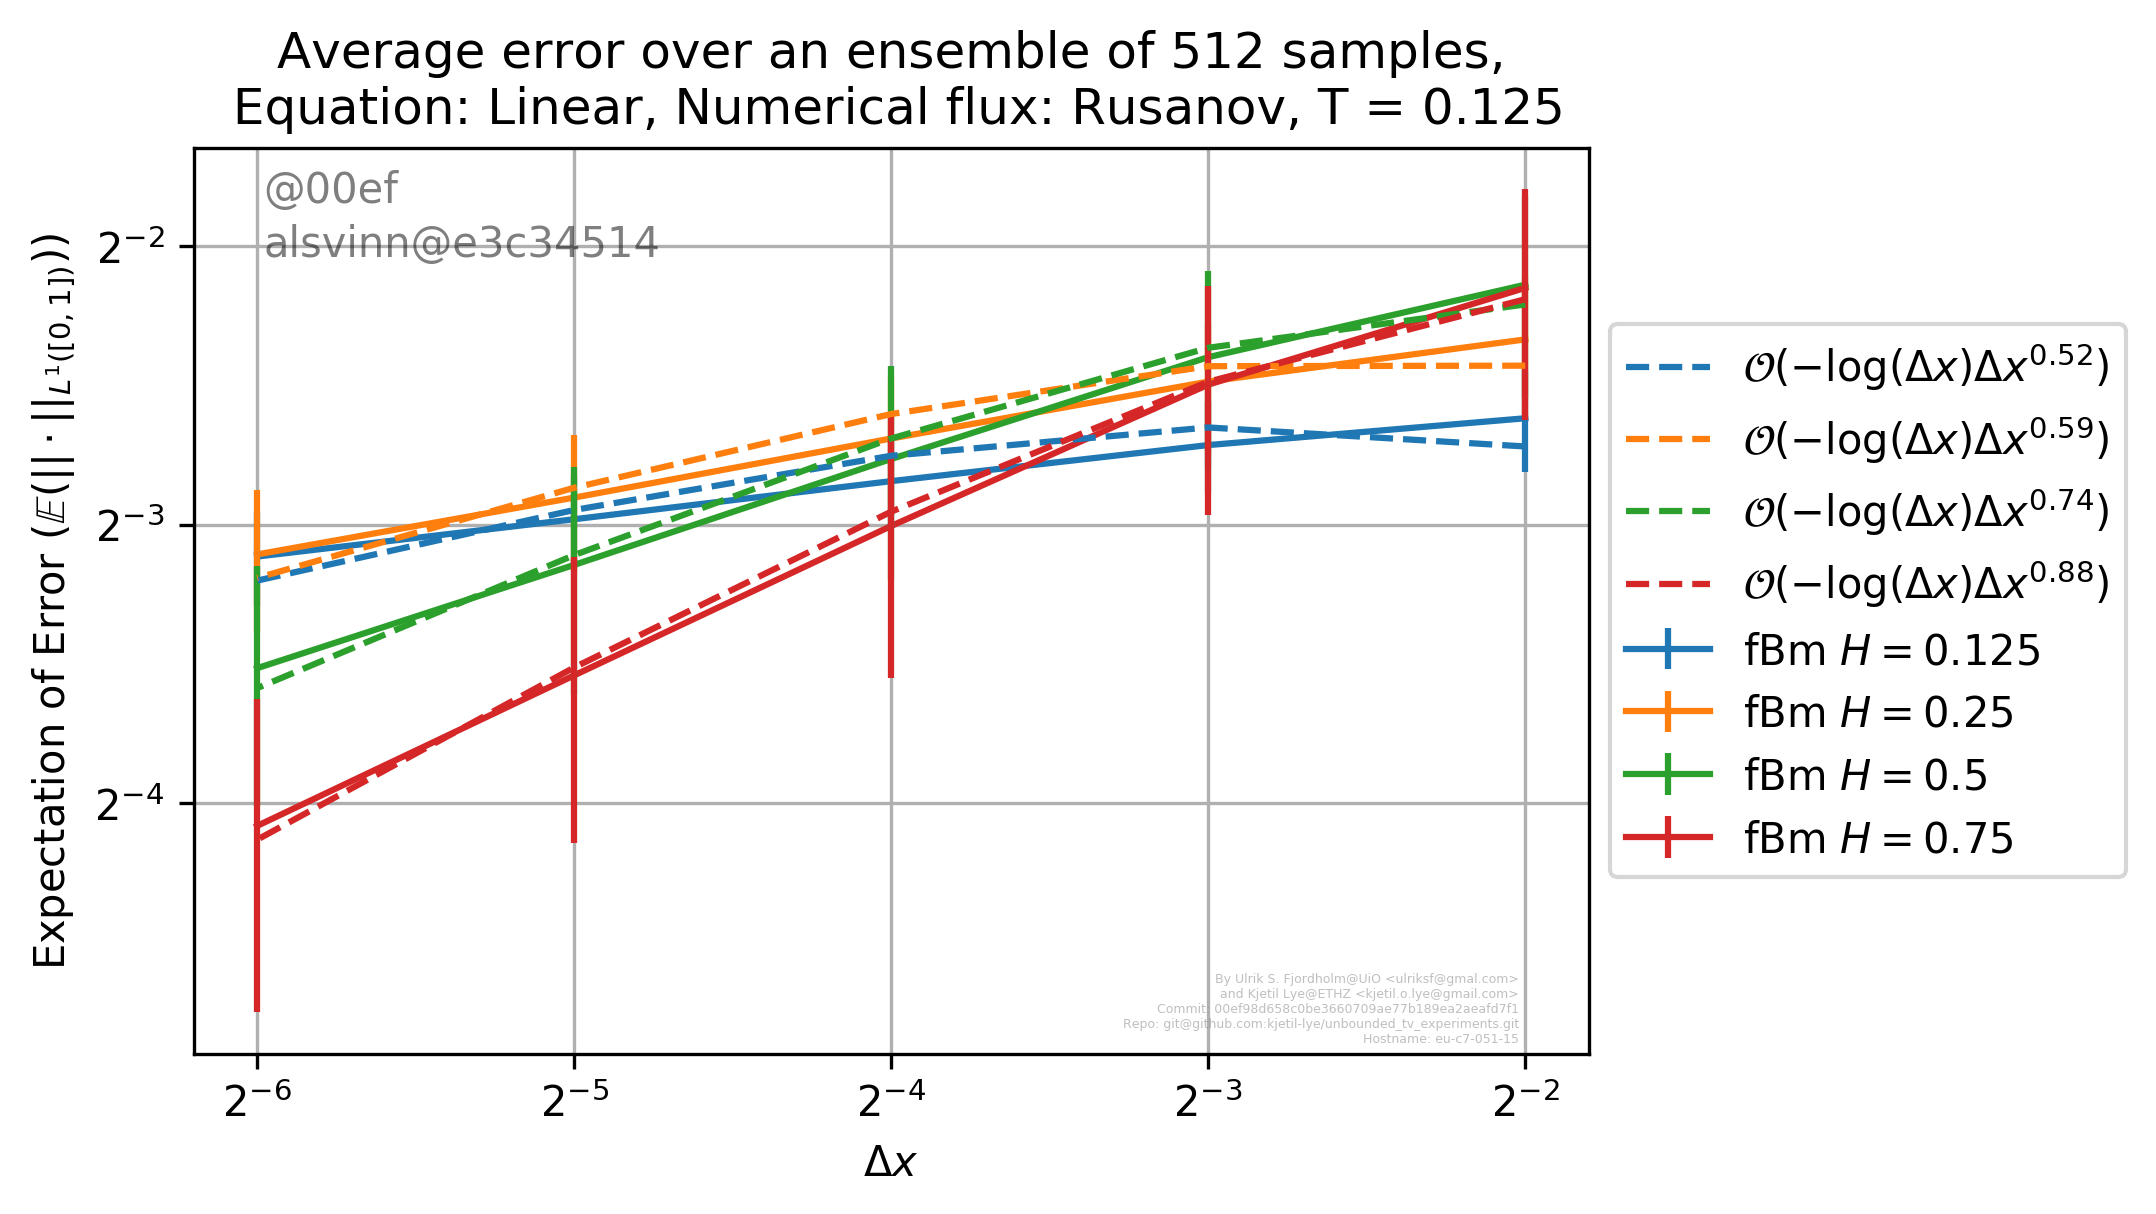 Average error over an ensemble of 512 samples,
Equation: Linear, Numerical flux: Rusanov, T = 0.125
@00ef
alsvinn@e3c34514
Expectation of Error (𝔼(||·||_{L^1([0,1])}))
2^{-2}
2^{-3}
2^{-4}
By Ulrik S. Fjordholm@UiO <ulriksf@gmal.com>
and Kjetil Lye@ETHZ <kjetil.o.lye@gmail.com>
Commit: 00ef98d658c0be3660709ae77b189ea2aeafd7f1
Repo: git@github.com:kjetil-lye/unbounded_tv_experiments.git
Hostname: eu-c7-051-15
2^{-6} 2^{-5} 2^{-4} 2^{-3} 2^{-2}
Δx
𝒪(−log(Δx)Δx^{0.52})
𝒪(−log(Δx)Δx^{0.59})
𝒪(−log(Δx)Δx^{0.74})
𝒪(−log(Δx)Δx^{0.88})
fBm H = 0.125
fBm H = 0.25
fBm H = 0.5
fBm H = 0.75